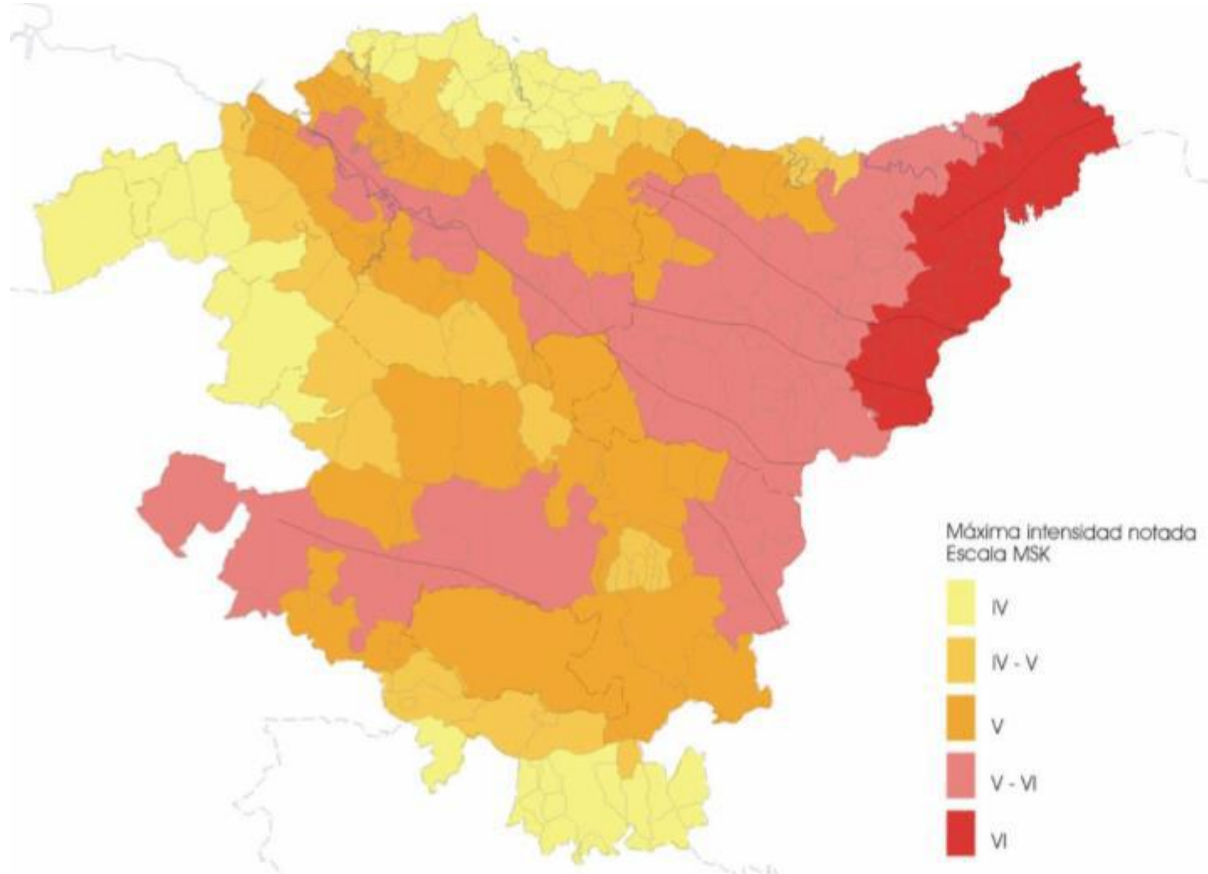 Máxima intensidad notada
Escala MSK
IV
IV - V
V
V - VI
VI